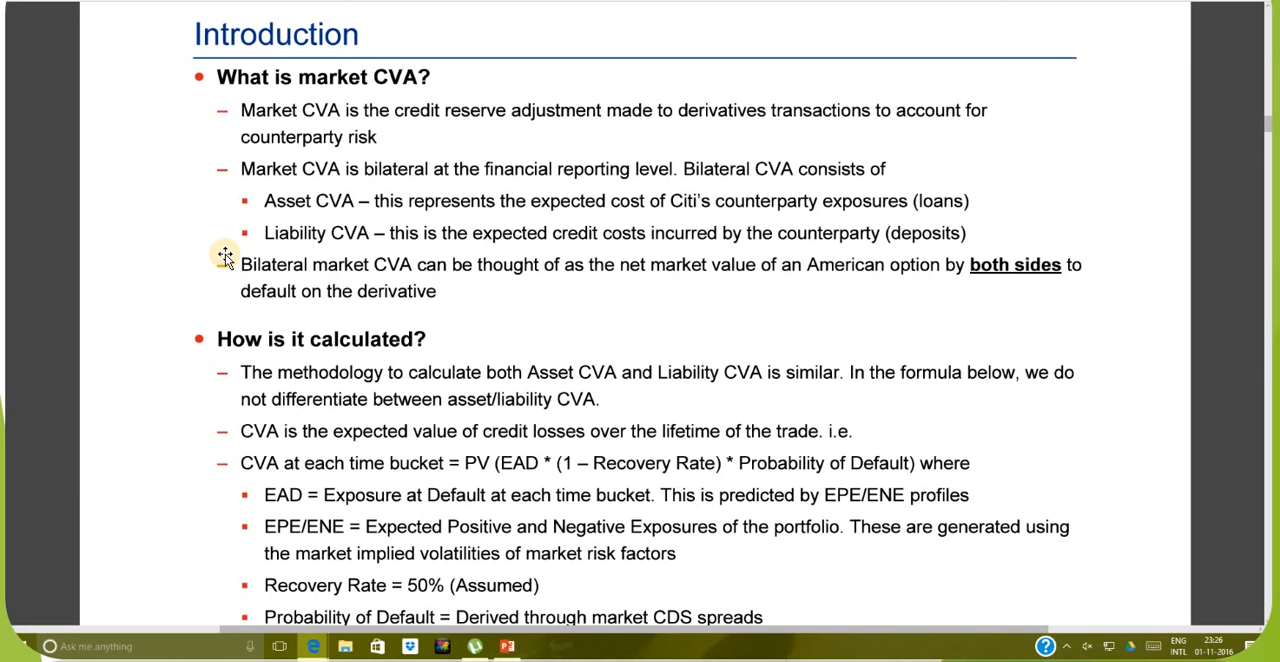 Introduction
What is market CVA?
Market CVA is the credit reserve adjustment made to derivatives transactions to account for
counterparty risk
Market CVA is bilateral at the financial reporting level. Bilateral CVA consists of
Asset CVA – this represents the expected cost of Citi's counterparty exposures (loans)
Liability CVA – this is the expected credit costs incurred by the counterparty (deposits)
Bilateral market CVA can be thought of as the net market value of an American option by both sides to
default on the derivative
How is it calculated?
The methodology to calculate both Asset CVA and Liability CVA is similar. In the formula below, we do
not differentiate between asset/liability CVA.
CVA is the expected value of credit losses over the lifetime of the trade. i.e.
CVA at each time bucket = PV (EAD * (1 – Recovery Rate) * Probability of Default) where
EAD = Exposure at Default at each time bucket. This is predicted by EPE/ENE profiles
EPE/ENE = Expected Positive and Negative Exposures of the portfolio. These are generated using
the market implied volatilities of market risk factors
Recovery Rate = 50% (Assumed)
Probability of Default = Derived through market CDS spreads
Ask me anything
ENG 23:26
INTL 01-11-2016